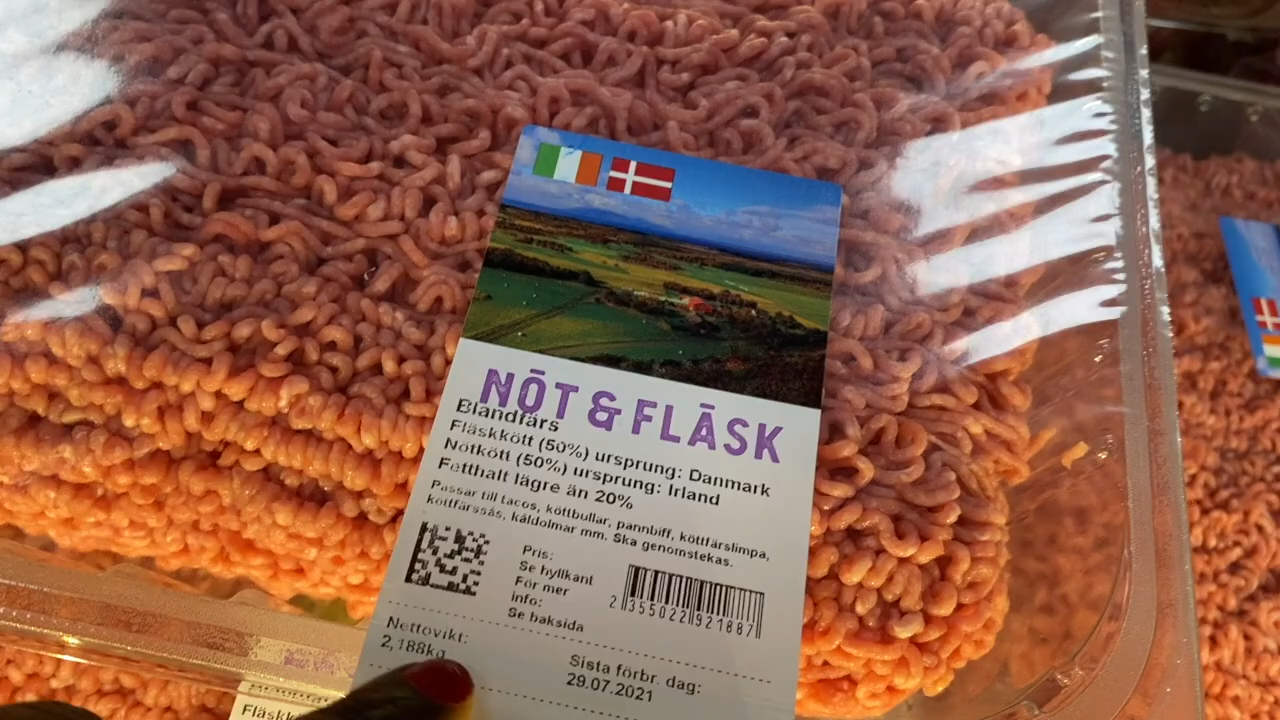 NÖT & FLÄSK
Blandfärs
Fläskkött (50%) ursprung: Danmark
Nötkött (50%) ursprung: Irland
Fetthalt lägre än 20%
Passar till tacos, köttbullar, pannbiff, köttfärslimpa,
köttfärssås, kåldolmar mm. Ska genomstekas.
Pris:
Se hyllkant
För mer
info:
Se baksida
2 355022 921887
Nettovikt:
2,188kg
Sista förbr. dag:
29.07.2021